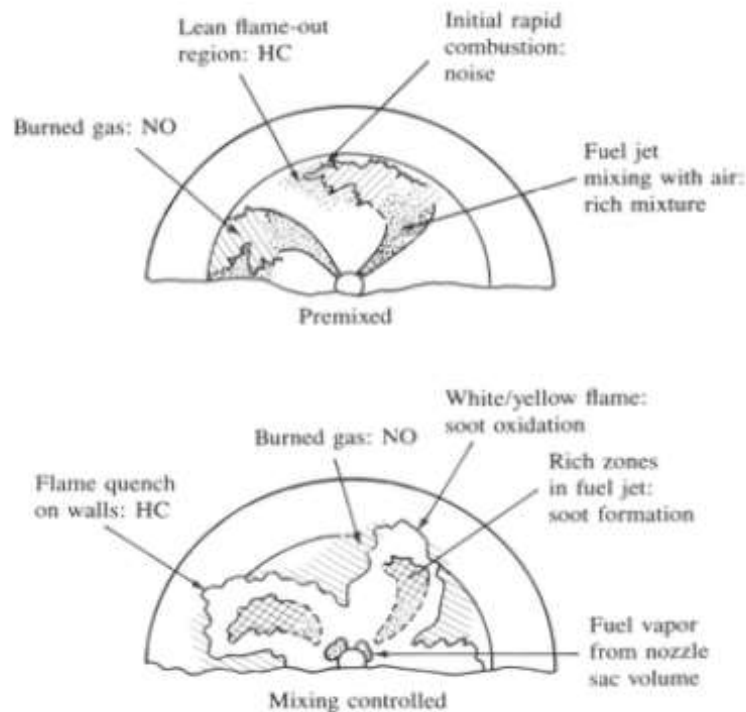 Lean flame-out
region: HC
Initial rapid
combustion:
noise
Burned gas: NO
Fuel jet
mixing with air:
rich mixture
Premixed
White/yellow flame:
soot oxidation
Burned gas: NO
Rich zones
in fuel jet:
soot formation
Flame quench
on walls: HC
Fuel vapor
from nozzle
sac volume
Mixing controlled